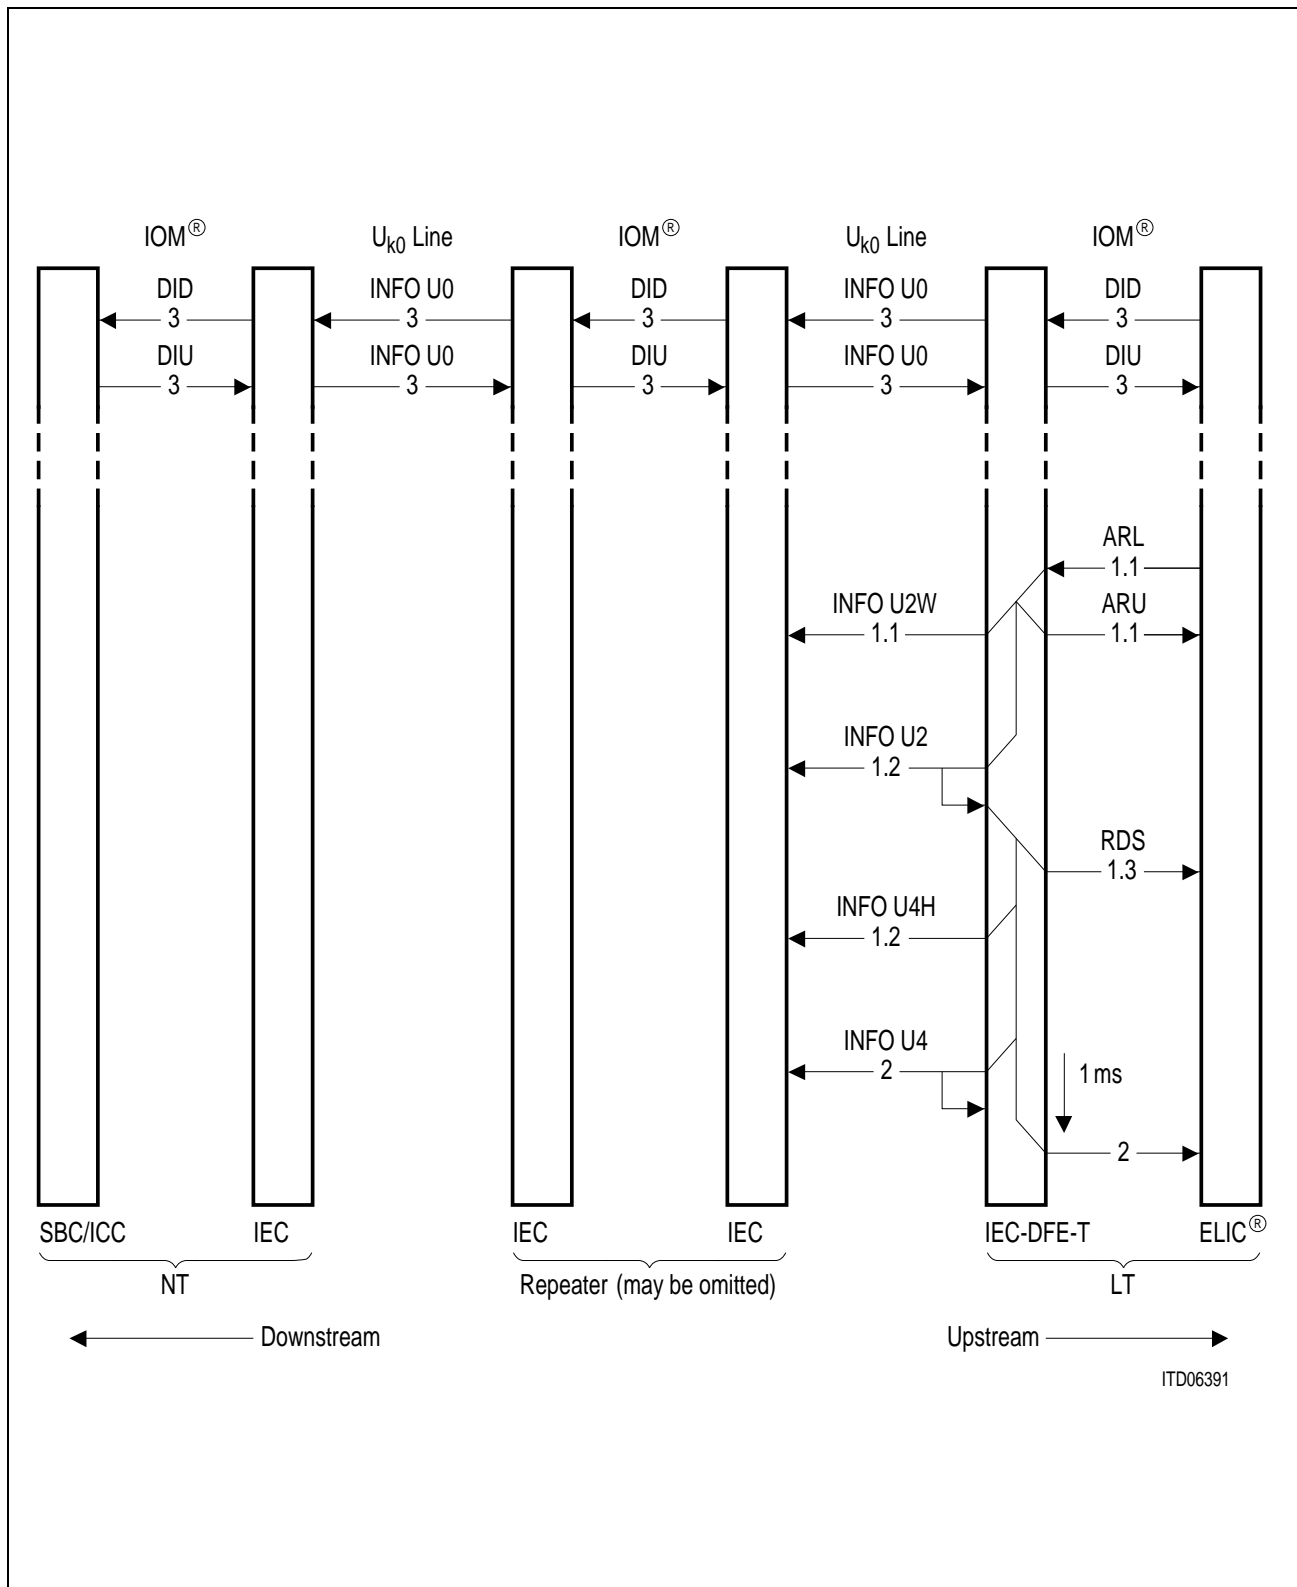 IOM® Uk0 Line IOM® Uk0 Line IOM®
DID INFO U0 DID INFO U0 DID
3 3 3 3 3
DIU INFO U0 DIU INFO U0 DIU
3 3 3 3 3
ARL
1.1
INFO U2W ARU
1.1 1.1
INFO U2
1.2
RDS
1.3
INFO U4H
1.2
INFO U4
2
1 ms
2
SBC/ICC IEC IEC IEC IEC-DFE-T ELIC®
NT Repeater (may be omitted) LT
Downstream Upstream
ITD06391